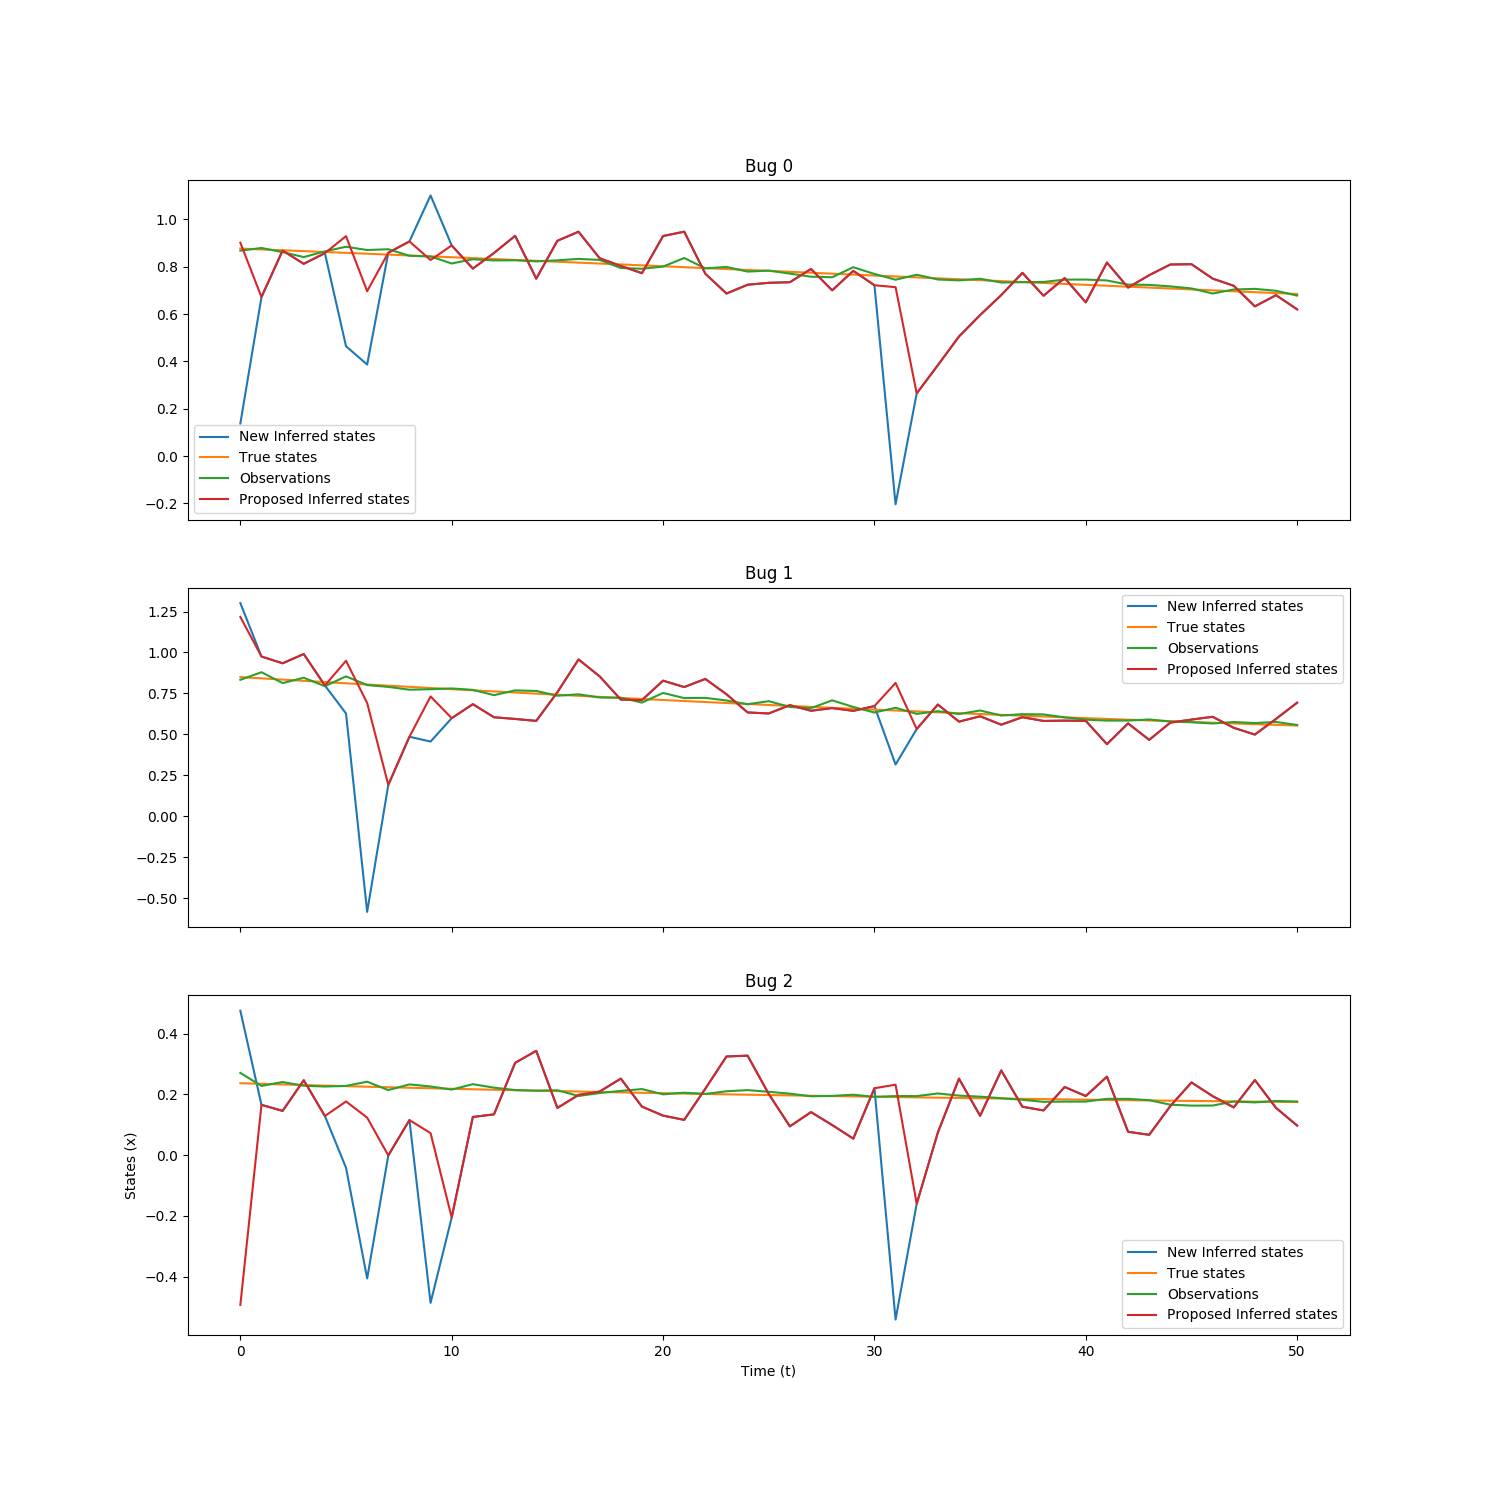 Bug 0
1.0
0.8
0.6
0.4
0.2
0.0
−0.2
New Inferred states
True states
Observations
Proposed Inferred states
Bug 1
1.25
1.00
0.75
0.50
0.25
0.00
−0.25
−0.50
New Inferred states
True states
Observations
Proposed Inferred states
Bug 2
States (x)
0.4
0.2
0.0
−0.2
−0.4
New Inferred states
True states
Observations
Proposed Inferred states
0 10 20 30 40 50
Time (t)